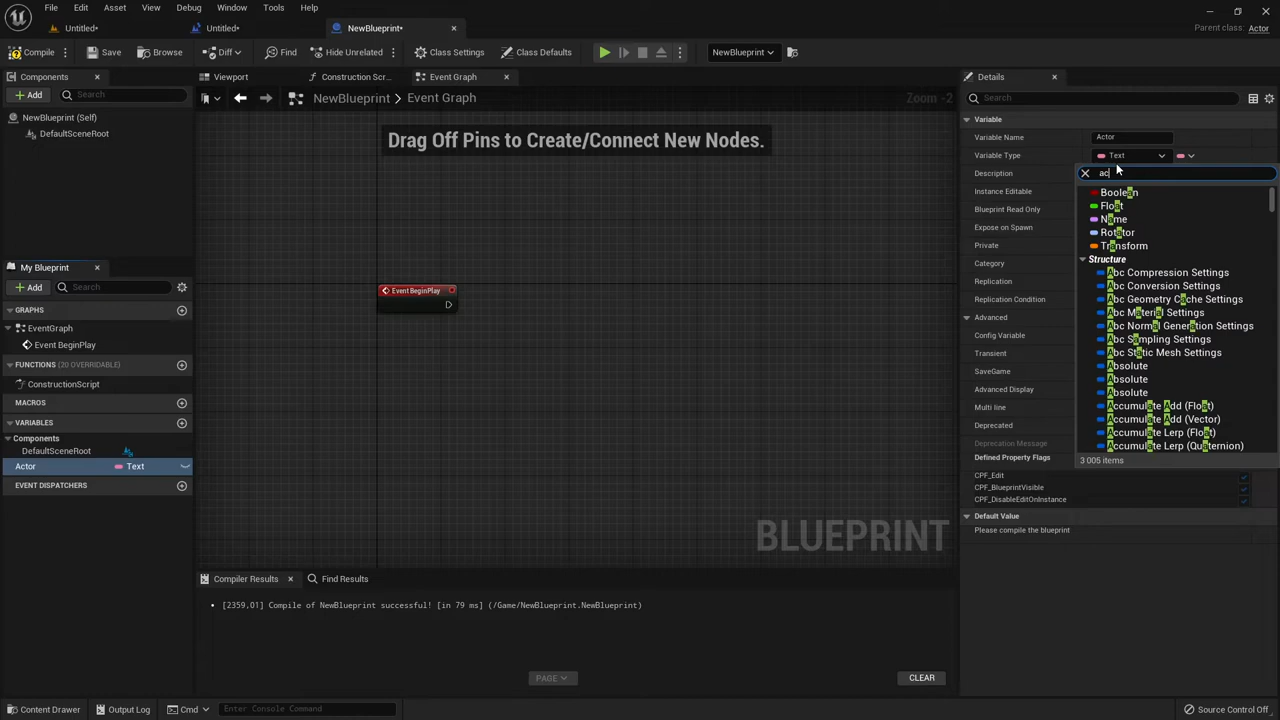 File Edit Asset View Debug Window Tools Help
Untitled• Untitled• NewBlueprint•
Parent class: Actor
Compile Save Browse Diff Find Hide Unrelated Class Settings Class Defaults NewBlueprint
Components
Add Search
NewBlueprint (Self)
DefaultSceneRoot
My Blueprint
Add Search
GRAPHS
EventGraph
Event BeginPlay
FUNCTIONS (20 OVERRIDABLE)
ConstructionScript
MACROS
VARIABLES
Components
DefaultSceneRoot
Actor Text
EVENT DISPATCHERS
Viewport Construction Scr... Event Graph
NewBlueprint > Event Graph Zoom -2
Drag Off Pins to Create/Connect New Nodes.
Event BeginPlay
BLUEPRINT
Compiler Results Find Results
[2359,01] Compile of NewBlueprint successful! [in 79 ms] (/Game/NewBlueprint.NewBlueprint)
PAGE CLEAR
Details
Search
Variable
Variable Name Actor
Variable Type Text
Description
Instance Editable
Blueprint Read Only
Expose on Spawn
Private
Category
Replication
Replication Condition
Advanced
Config Variable
Transient
SaveGame
Advanced Display
Multi line
Deprecated
Deprecation Message
Defined Property Flags
CPF_Edit
CPF_BlueprintVisible
CPF_DisableEditOnInstance
Default Value
Please compile the blueprint
ac
Boolean
Float
Name
Rotator
Transform
Structure
Abc Compression Settings
Abc Conversion Settings
Abc Geometry Cache Settings
Abc Material Settings
Abc Normal Generation Settings
Abc Sampling Settings
Abc Static Mesh Settings
Absolute
Absolute
Absolute
Accumulate Add (Float)
Accumulate Add (Vector)
Accumulate Lerp (Float)
Accumulate Lerp (Quaternion)
3 005 items
Content Drawer Output Log Cmd Enter Console Command Source Control Off